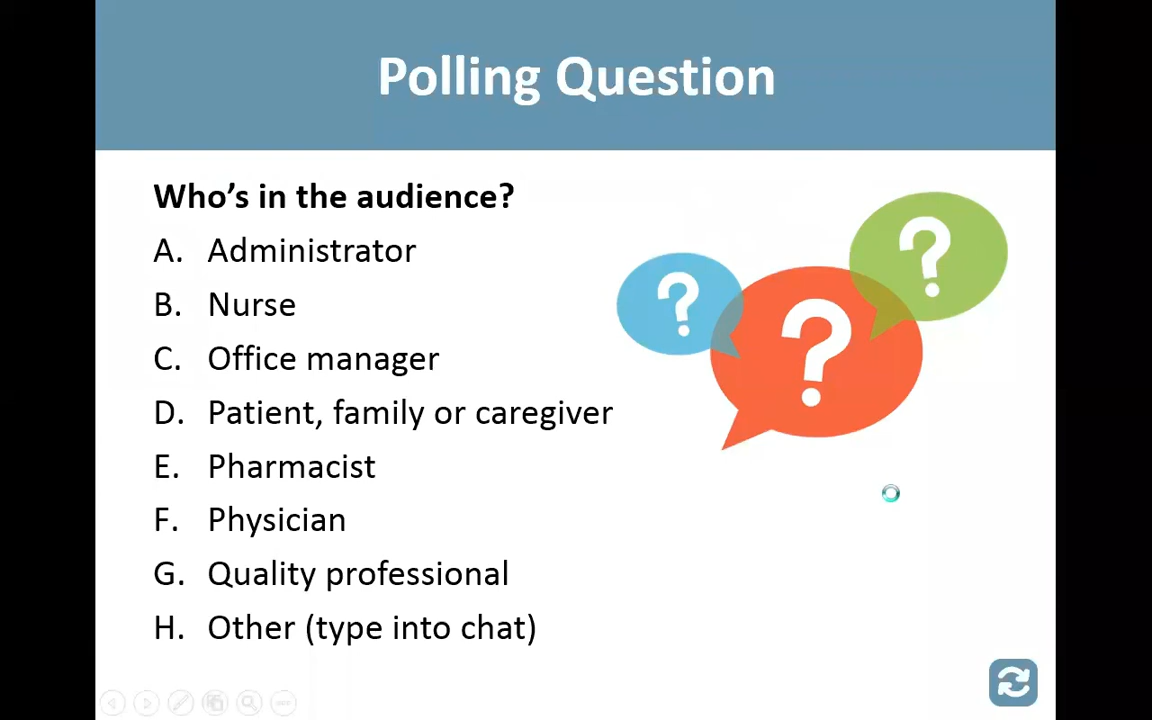 Polling Question
Who's in the audience?
A. Administrator
B. Nurse
C. Office manager
D. Patient, family or caregiver
E. Pharmacist
F. Physician
G. Quality professional
H. Other (type into chat)
? ? ?